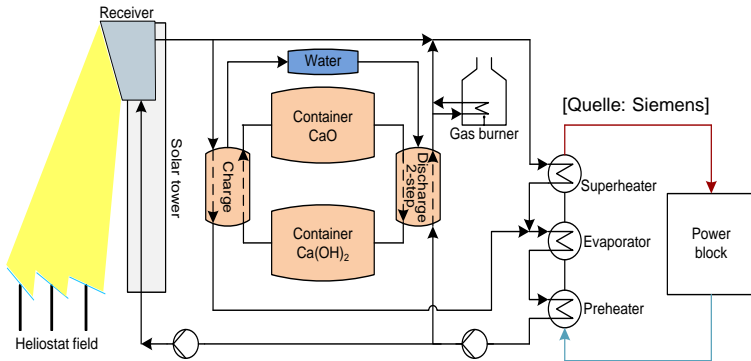 Receiver
Water
Container
CaO
Gas burner
[Quelle: Siemens]
Solar tower
Charge
Discharge
2-step
Superheater
Container
Ca(OH)₂
Evaporator
Power
block
Preheater
Heliostat field